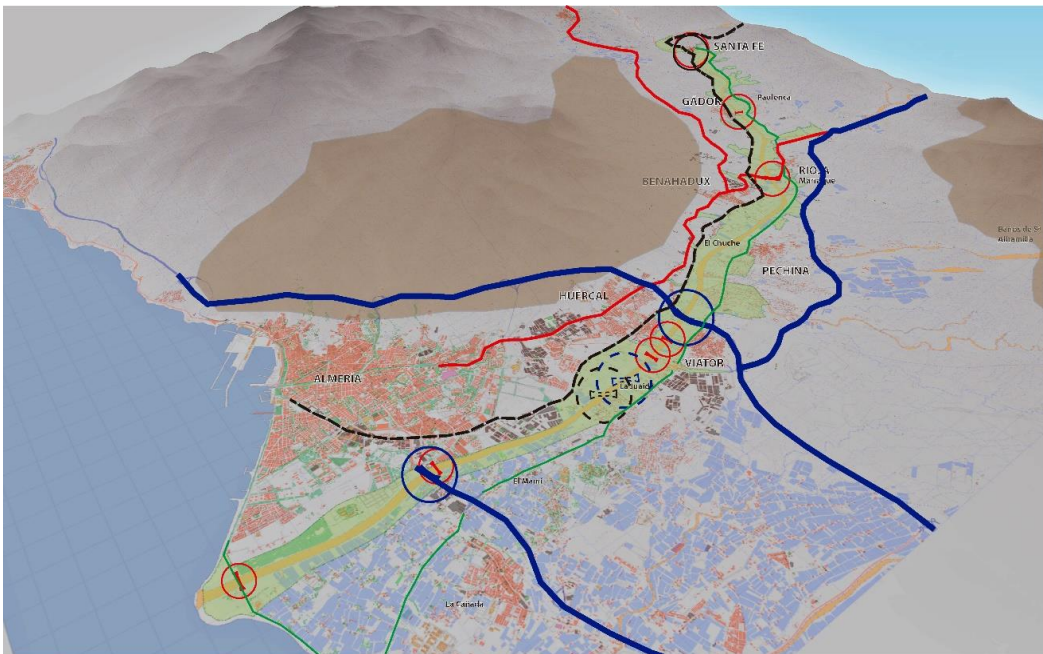 SANTA FE
GÁDOR
Paulenca
RIOJA
BENAHADUX
El Chuche
PECHINA
HUERCAL
VIATOR
ALMERIA
El Mami
La Cañada